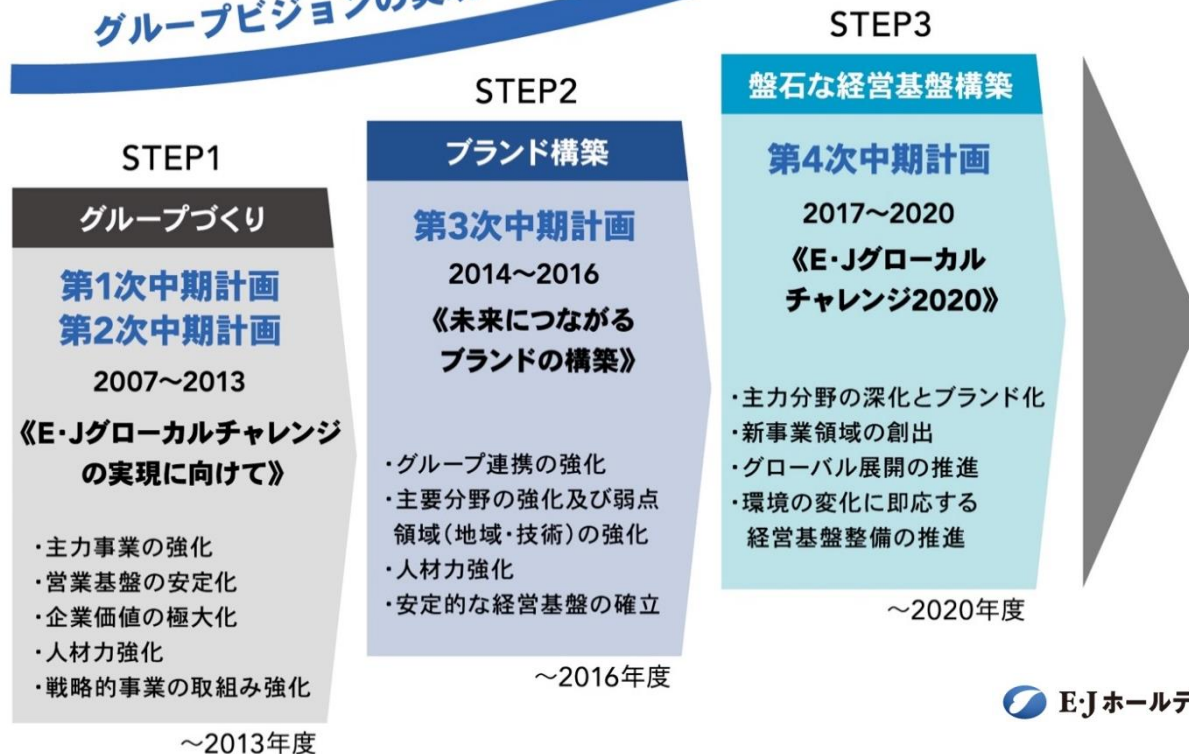 グループビジョンの実
STEP1
グループづくり
第1次中期計画
第2次中期計画
2007～2013
《E･Jグローカルチャレンジ
の実現に向けて》
・主力事業の強化
・営業基盤の安定化
・企業価値の極大化
・人材力強化
・戦略的事業の取組み強化
～2013年度
STEP2
ブランド構築
第3次中期計画
2014～2016
《未来につながる
ブランドの構築》
・グループ連携の強化
・主要分野の強化及び弱点
領域(地域･技術)の強化
・人材力強化
・安定的な経営基盤の確立
～2016年度
STEP3
盤石な経営基盤構築
第4次中期計画
2017～2020
《E･Jグローカル
チャレンジ2020》
・主力分野の深化とブランド化
・新事業領域の創出
・グローバル展開の推進
・環境の変化に即応する
経営基盤整備の推進
～2020年度
E･Jホールデ